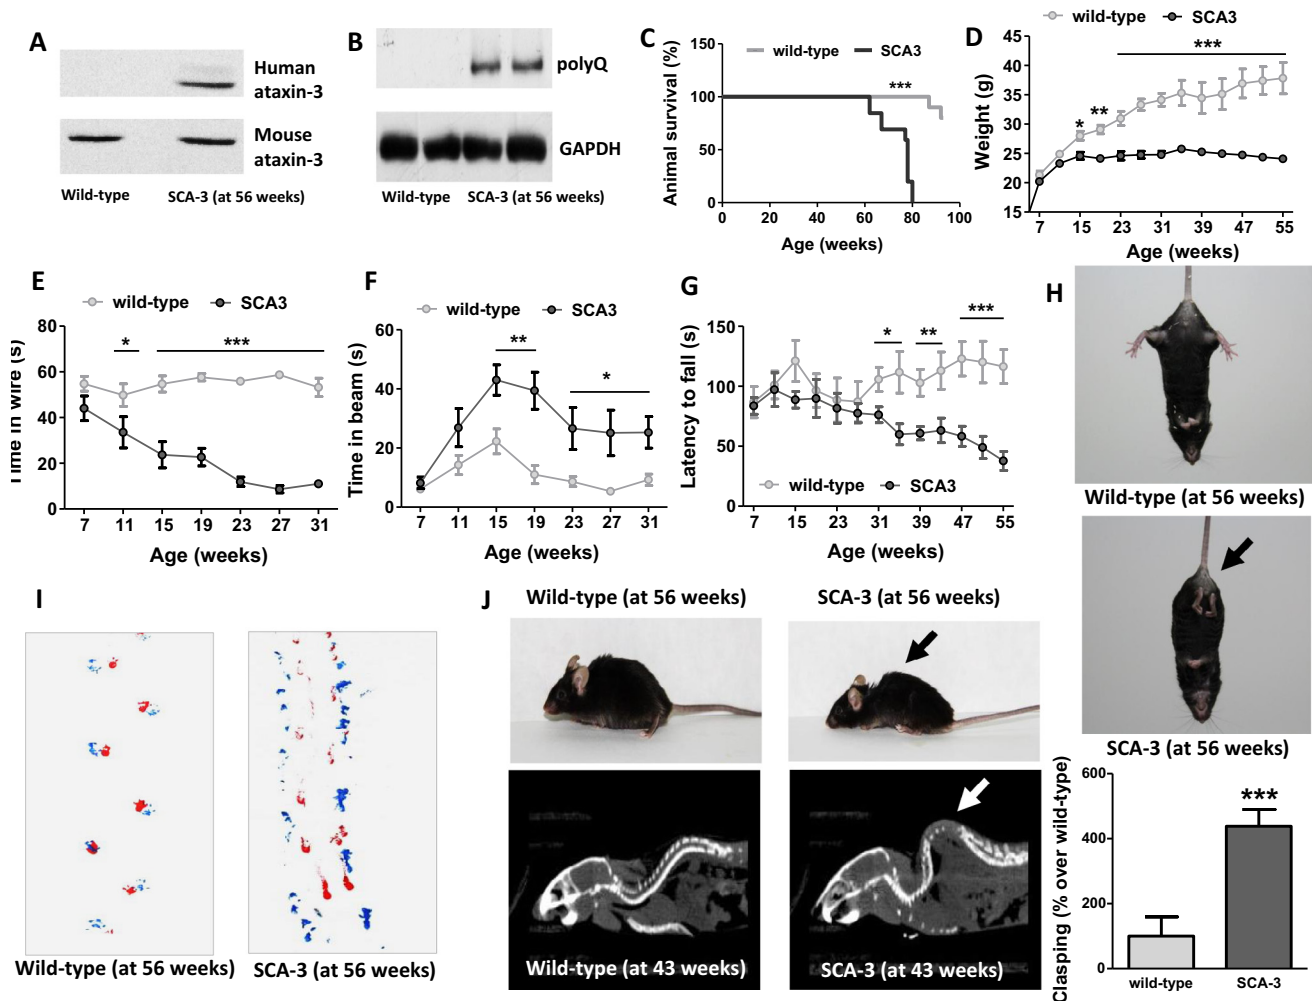 A
Human
ataxin-3
Mouse
ataxin-3
Wild-type SCA-3 (at 56 weeks)
B
polyQ
GAPDH
Wild-type SCA-3 (at 56 weeks)
C
wild-type SCA3
***
Animal survival (%)
150
100
50
0
0 20 40 60 80 100
Age (weeks)
D
wild-type SCA3
***
**
*
Weight (g)
45
40
35
30
25
20
15
7 15 23 31 39 47 55
Age (weeks)
E
wild-type SCA3
* ***
Time in wire (s)
80
60
40
20
0
7 11 15 19 23 27 31
Age (weeks)
F
wild-type SCA3
** *
Time in beam (s)
60
40
20
0
7 11 15 19 23 27 31
Age (weeks)
G
* ** ***
Latency to fall (s)
150
100
50
0
wild-type SCA3
7 15 23 31 39 47 55
Age (weeks)
H
Wild-type (at 56 weeks)
SCA-3 (at 56 weeks)
Clasping (% over wild-type)
600
400
200
0
***
wild-type SCA-3
I
Wild-type (at 56 weeks) SCA-3 (at 56 weeks)
J
Wild-type (at 56 weeks) SCA-3 (at 56 weeks)
Wild-type (at 43 weeks) SCA-3 (at 43 weeks)